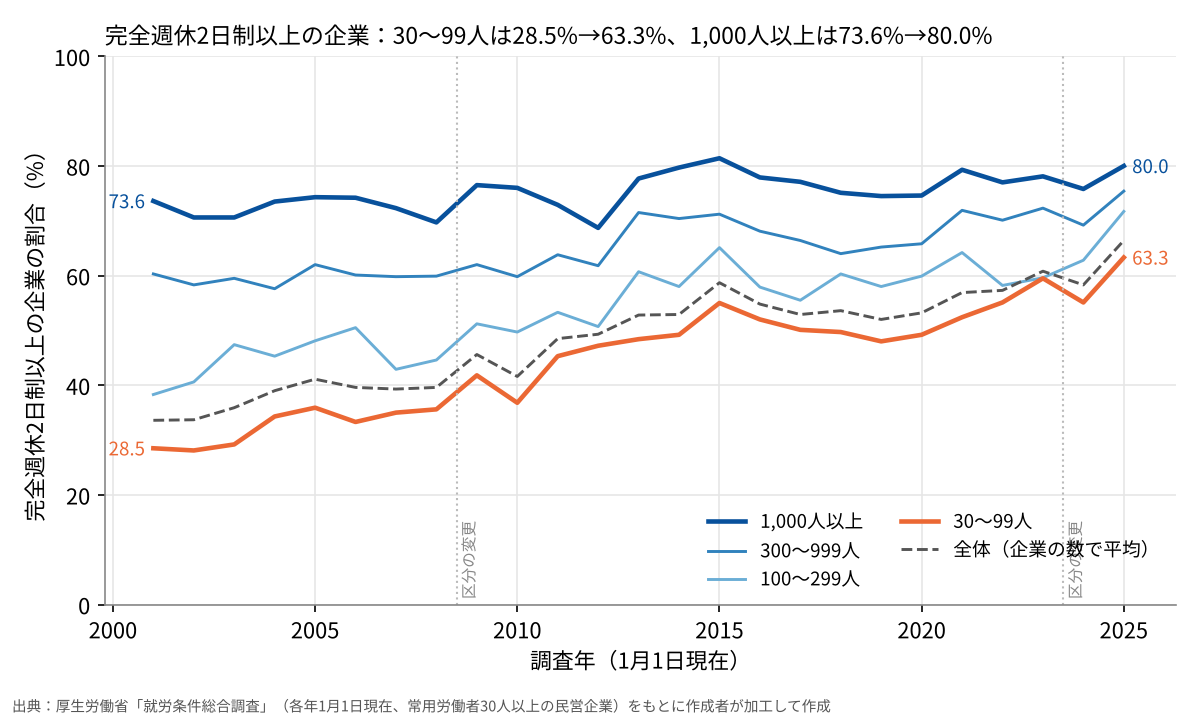 完全週休2日制以上の企業：30～99人は28.5%→63.3%、1,000人以上は73.6%→80.0%
完全週休2日制以上の企業の割合（%）
100
80
60
40
20
0
73.6
28.5
80.0
63.3
区分の変更
区分の変更
1,000人以上
300～999人
100～299人
30～99人
全体（企業の数で平均）
2000
2005
2010
2015
2020
2025
調査年（1月1日現在）
出典：厚生労働省「就労条件総合調査」（各年1月1日現在、常用労働者30人以上の民営企業）をもとに作成者が加工して作成